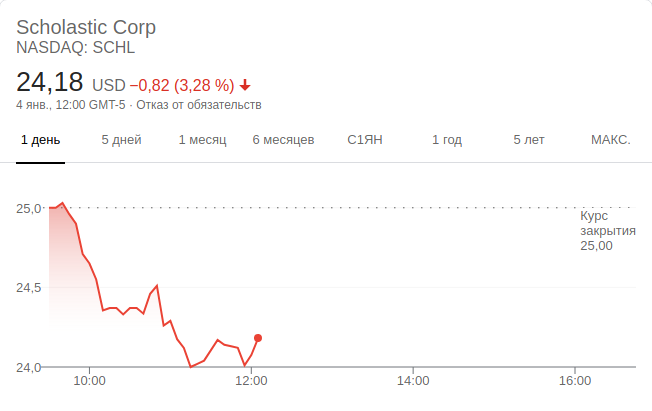 Scholastic Corp
NASDAQ: SCHL
24,18 USD −0,82 (3,28 %)
4 янв., 12:00 GMT-5 · Отказ от обязательств
1 день 5 дней 1 месяц 6 месяцев С1ЯН 1 год 5 лет МАКС.
25,0
Курс
закрытия
25,00
24,5
24,0
10:00 12:00 14:00 16:00